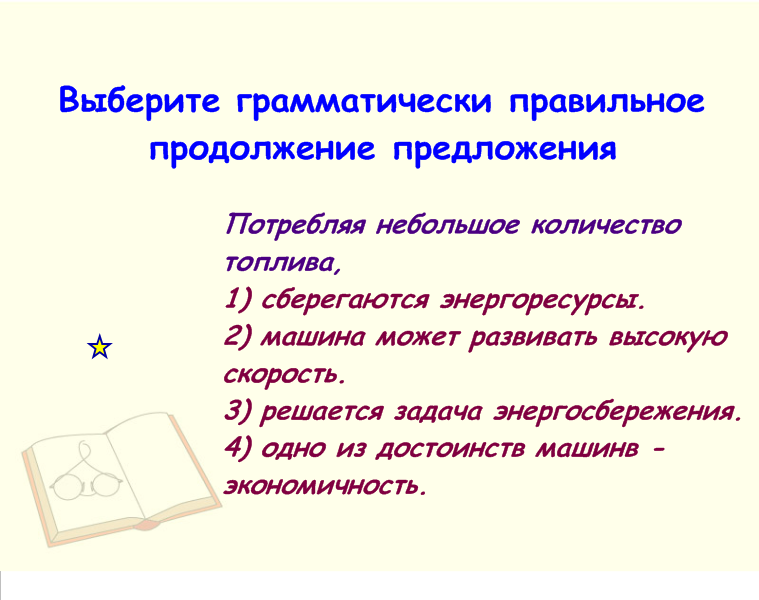 Выберите грамматически правильное
продолжение предложения
Потребляя небольшое количество
топлива,
1) сберегаются энергоресурсы.
2) машина может развивать высокую
скорость.
3) решается задача энергосбережения.
4) одно из достоинств машинв -
экономичность.